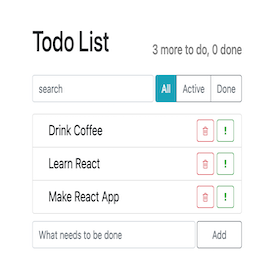 Todo List
3 more to do, 0 done
search
All
Active
Done
Drink Coffee
!
Learn React
!
Make React App
!
What needs to be done
Add